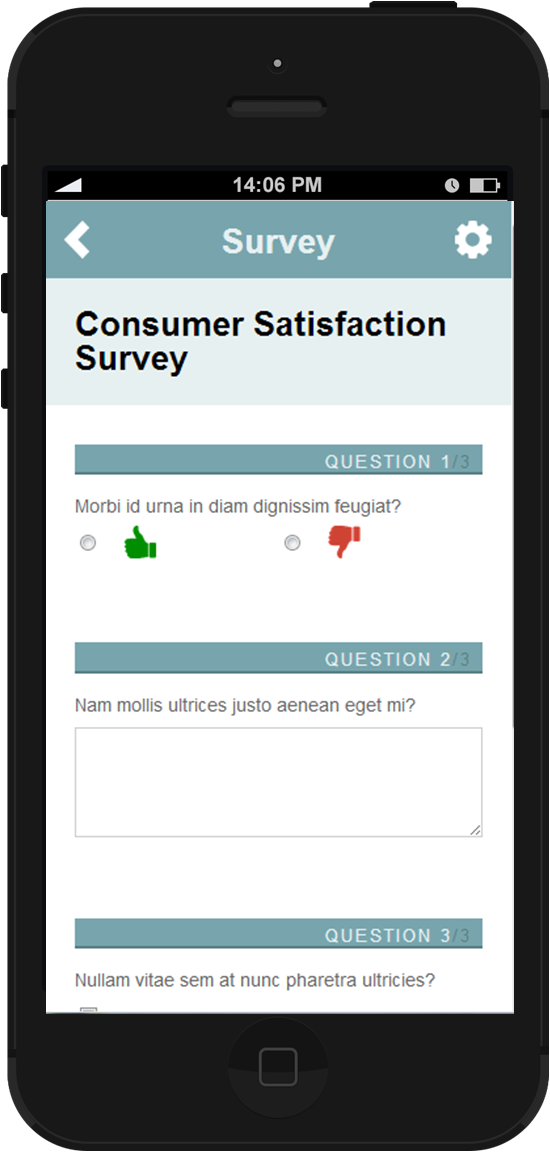 14:06 PM
Survey
Consumer Satisfaction
Survey
QUESTION 1/3
Morbi id urna in diam dignissim feugiat?
QUESTION 2/3
Nam mollis ultrices justo aenean eget mi?
QUESTION 3/3
Nullam vitae sem at nunc pharetra ultricies?